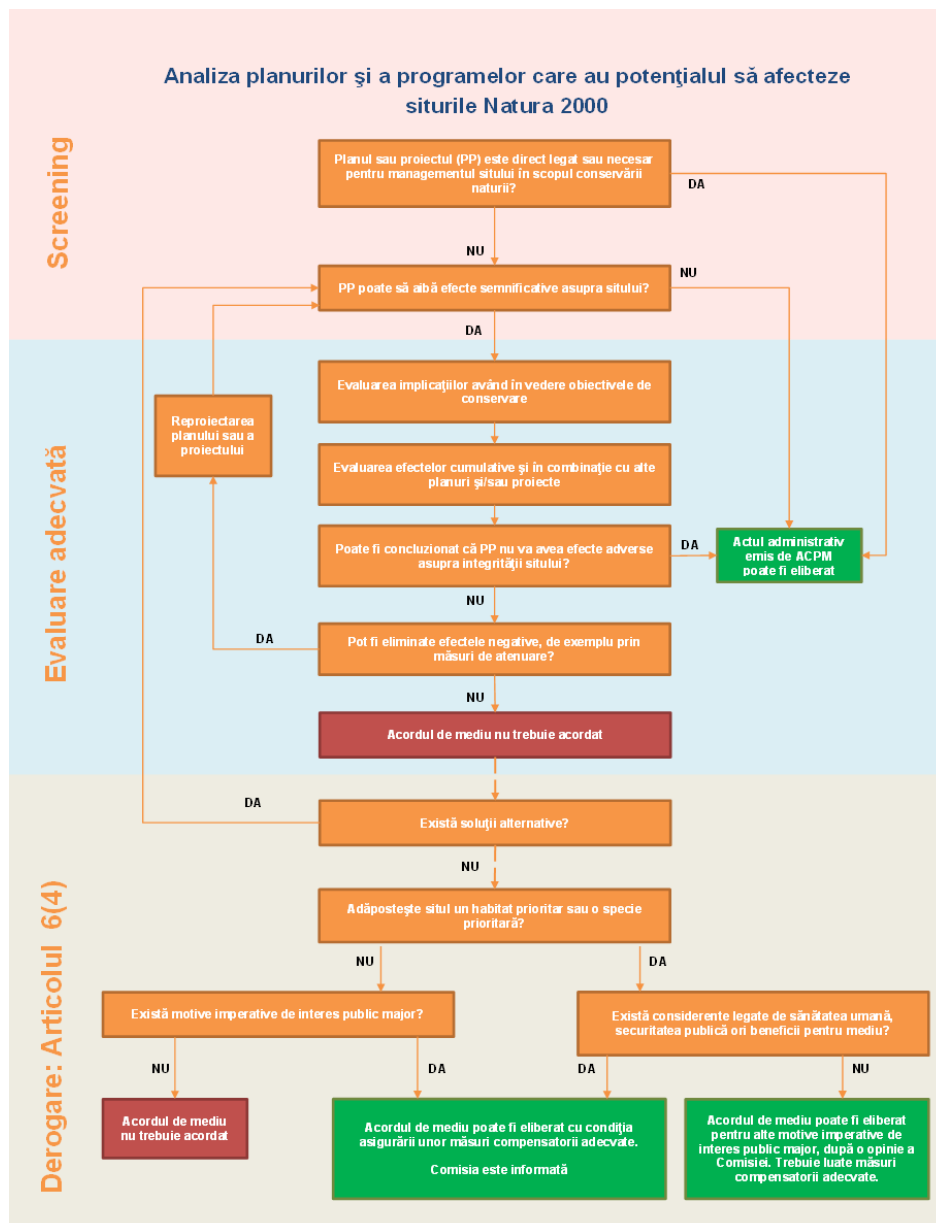 Analiza planurilor şi a programelor care au potenţialul să afecteze
siturile Natura 2000
Screening
Planul sau proiectul (PP) este direct legat sau necesar
pentru managementul sitului în scopul conservării
naturii?
DA
NU
NU
PP poate să aibă efecte semnificative asupra sitului?
DA
Evaluare adecvată
Evaluarea implicaţiilor având în vedere obiectivele de
conservare
Reproiectarea
planului sau a
proiectului
Evaluarea efectelor cumulative şi în combinaţie cu alte
planuri şi/sau proiecte
Poate fi concluzionat că PP nu va avea efecte adverse
asupra integrităţii sitului?
DA
Actul administrativ
emis de ACPM
poate fi eliberat
NU
DA
Pot fi eliminate efectele negative, de exemplu prin
măsuri de atenuare?
NU
Acordul de mediu nu trebuie acordat
Derogare: Articolul 6(4)
DA
Există soluţii alternative?
NU
Adăposteşte situl un habitat prioritar sau o specie
prioritară?
NU
DA
Există motive imperative de interes public major?
Există considerente legate de sănătatea umană,
securitatea publică ori beneficii pentru mediu?
NU
DA
DA
NU
Acordul de mediu
nu trebuie acordat
Acordul de mediu poate fi eliberat cu condiţia
asigurării unor măsuri compensatorii adecvate.
Comisia este informată
Acordul de mediu poate fi eliberat
pentru alte motive imperative de
interes public major, după o opinie a
Comisiei. Trebuie luate măsuri
compensatorii adecvate.